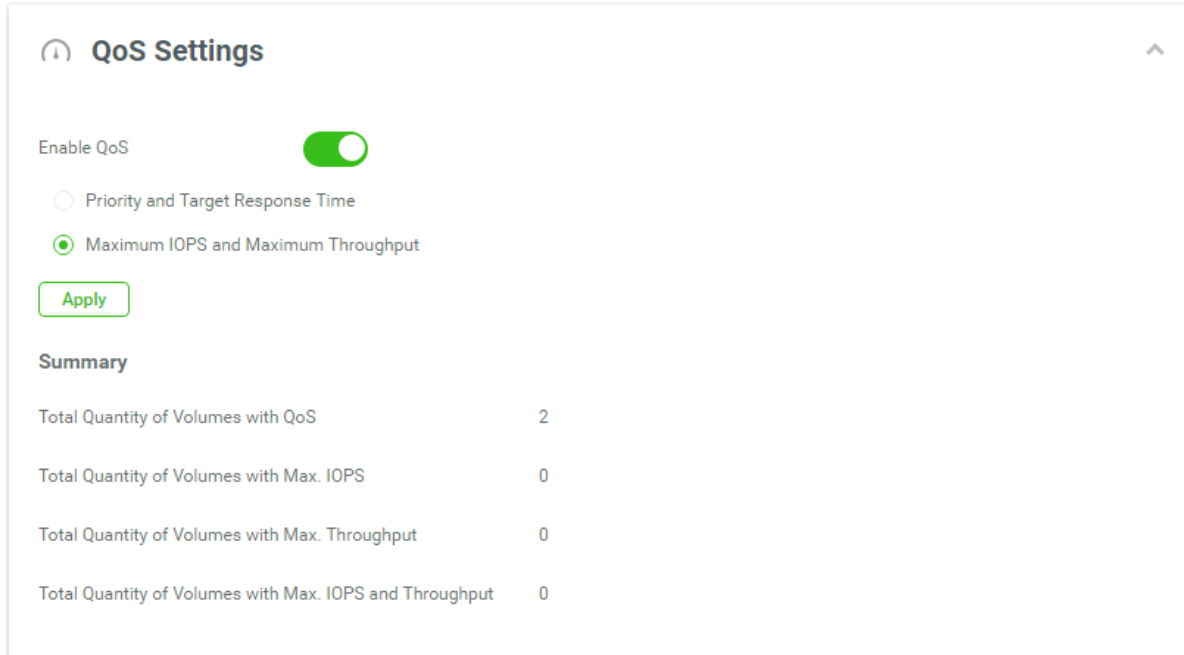 QoS Settings
Enable QoS
Priority and Target Response Time
Maximum IOPS and Maximum Throughput
Apply
Summary
Total Quantity of Volumes with QoS 2
Total Quantity of Volumes with Max. IOPS 0
Total Quantity of Volumes with Max. Throughput 0
Total Quantity of Volumes with Max. IOPS and Throughput 0